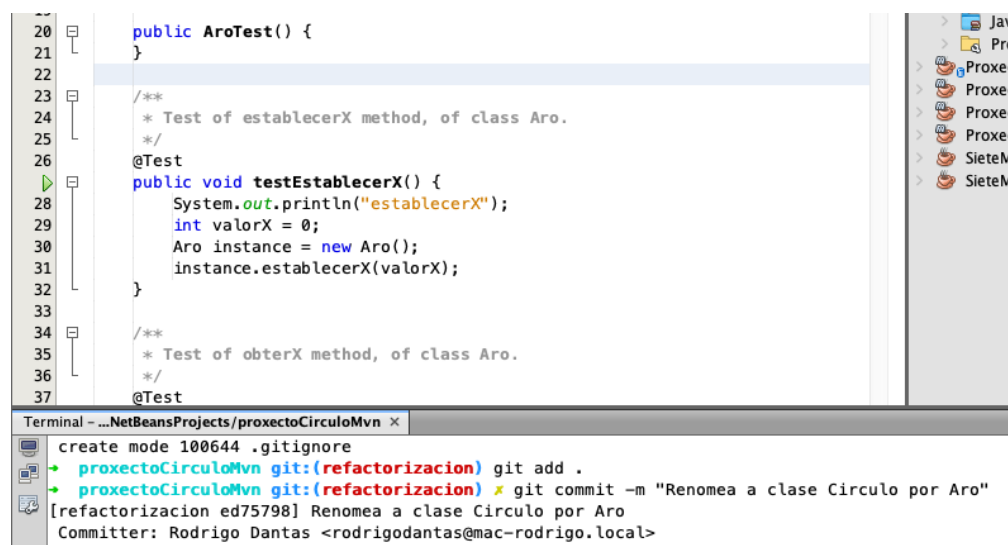 20 public AroTest() {
21 }
22
23 /**
24 * Test of establecerX method, of class Aro.
25 */
26 @Test
public void testEstablecerX() {
28 System.out.println("establecerX");
29 int valorX = 0;
30 Aro instance = new Aro();
31 instance.establecerX(valorX);
32 }
33
34 /**
35 * Test of obterX method, of class Aro.
36 */
37 @Test
Terminal – ...NetBeansProjects/proxectoCirculoMvn ×
create mode 100644 .gitignore
➜ proxectoCirculoMvn git:(refactorizacion) git add .
➜ proxectoCirculoMvn git:(refactorizacion) ✗ git commit -m "Renomea a clase Circulo por Aro"
[refactorizacion ed75798] Renomea a clase Circulo por Aro
Committer: Rodrigo Dantas <rodrigodantas@mac-rodrigo.local>